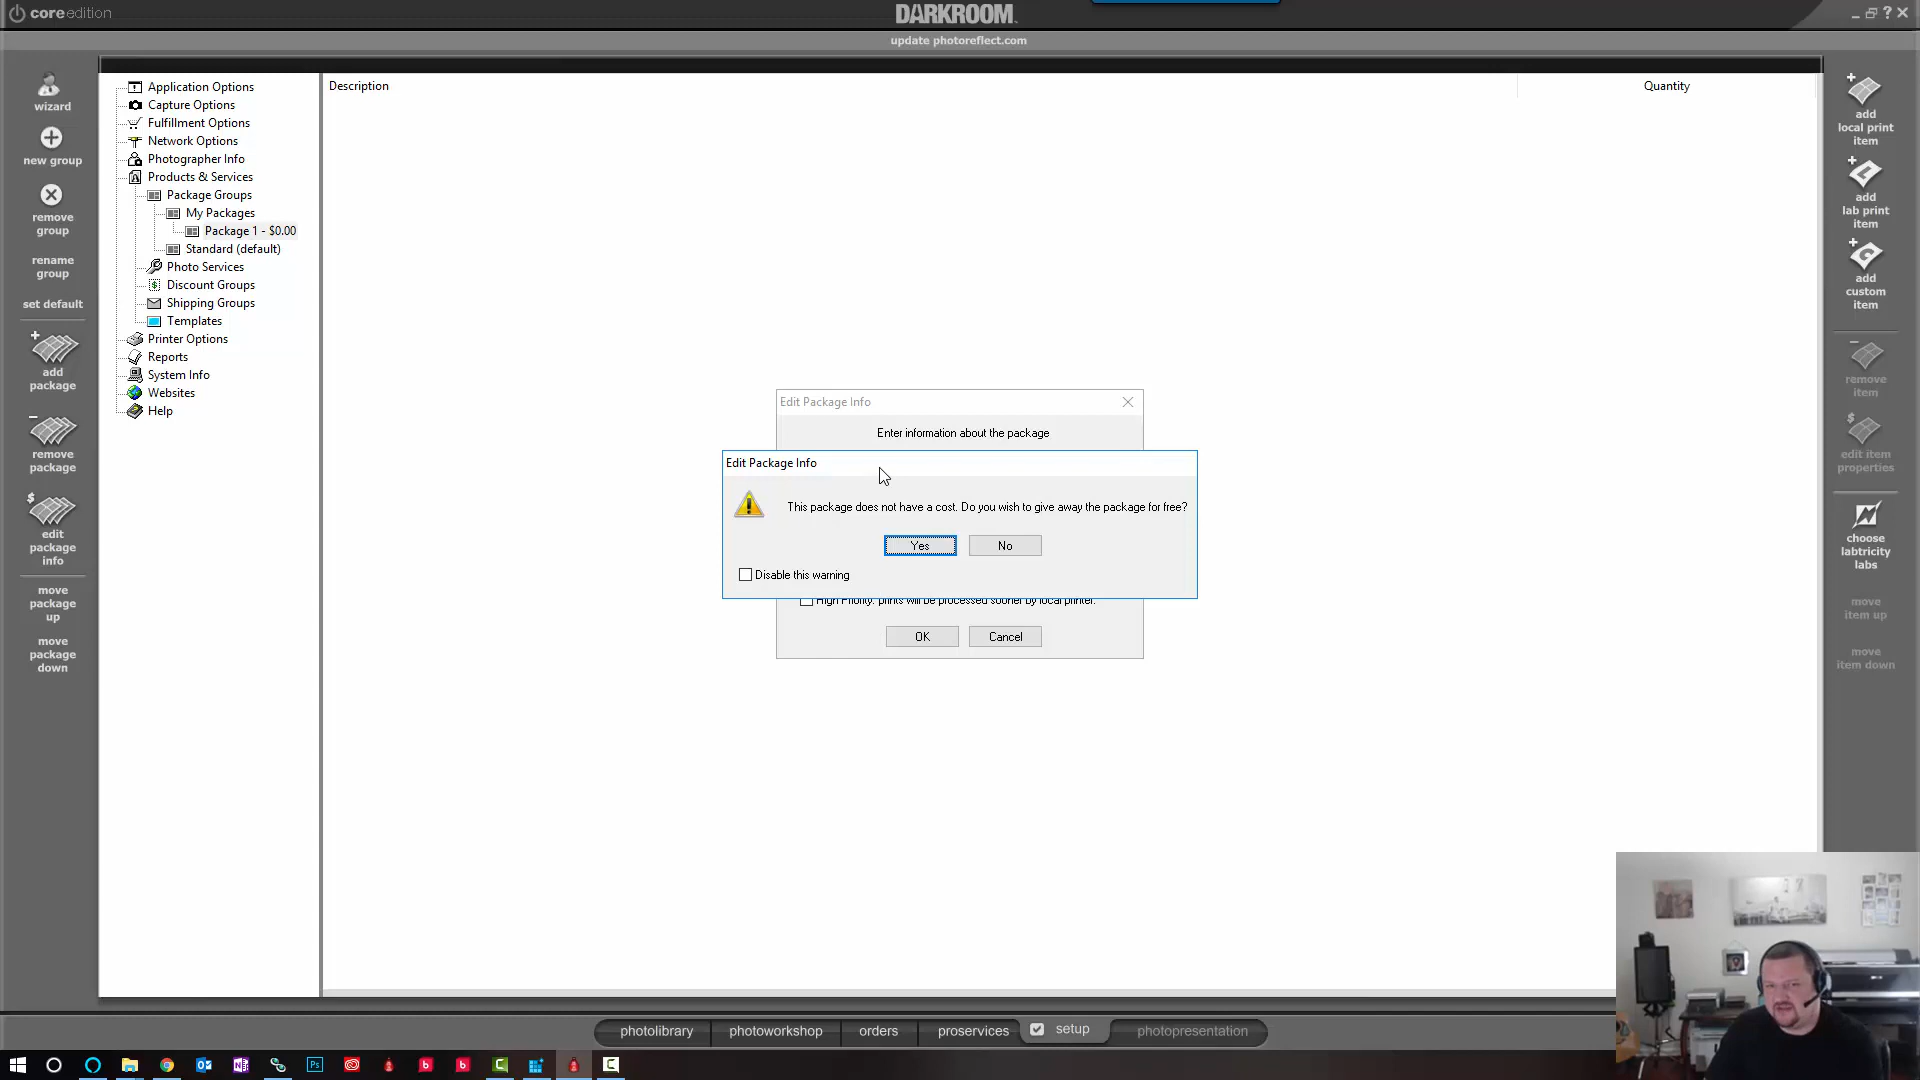 coreedition
DARKROOM
update photoreflect.com
wizard
new group
remove
group
rename
group
set default
add
package
remove
package
edit
package
info
move
package
up
move
package
down
Application Options
Capture Options
Fulfillment Options
Network Options
Photographer Info
Products & Services
Package Groups
My Packages
Package 1 - $0.00
Standard (default)
Photo Services
Discount Groups
Shipping Groups
Templates
Printer Options
Reports
System Info
Websites
Help
Description
Quantity
Edit Package Info
Enter information about the package
Edit Package Info
This package does not have a cost. Do you wish to give away the package for free?
Yes
No
Disable this warning
High Priority: prints will be processed sooner by local printer.
OK
Cancel
add
local print
item
add
lab print
item
add
custom
item
remove
item
edit item
properties
choose
labtricity
labs
move
item up
move
item down
photolibrary
photoworkshop
orders
proservices
setup
photopresentation